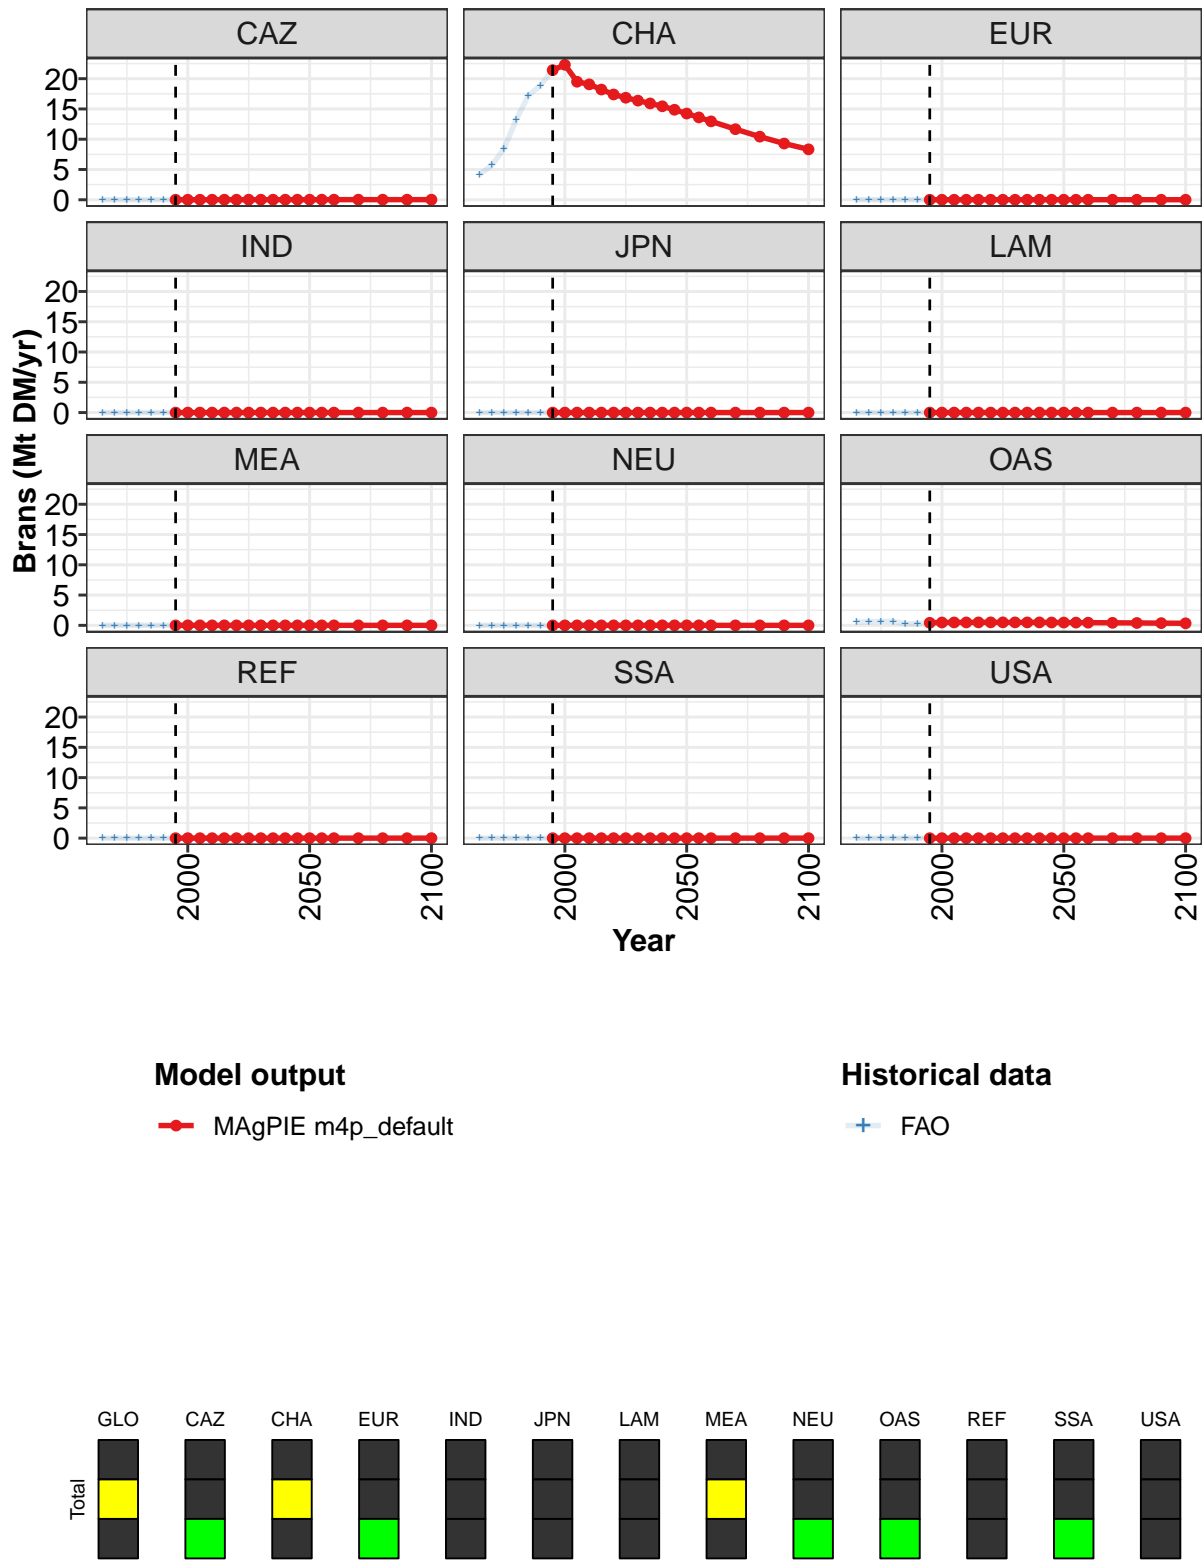 CAZ CHA EUR
20
15
10
5
0
IND JPN LAM
20
15
10
5
0
MEA NEU OAS
20
15
10
5
0
REF SSA USA
20
15
10
5
0
Brans (Mt DM/yr)
2000 2050 2100 2000 2050 2100 2000 2050 2100
Year
Model output Historical data
MAgPIE m4p_default FAO
GLO CAZ CHA EUR IND JPN LAM MEA NEU OAS REF SSA USA
Total